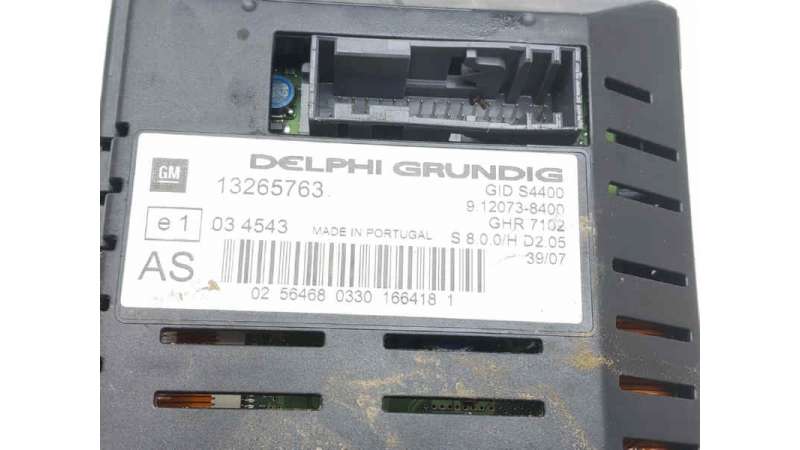 GM
DELPHI GRUNDIG
13265763
GID S4400
9.12073-8400
GHR 7102
e1
03 4543
MADE IN PORTUGAL
S 8.0.0/H D2.05
39/07
AS
02 56468 0330 166418 1